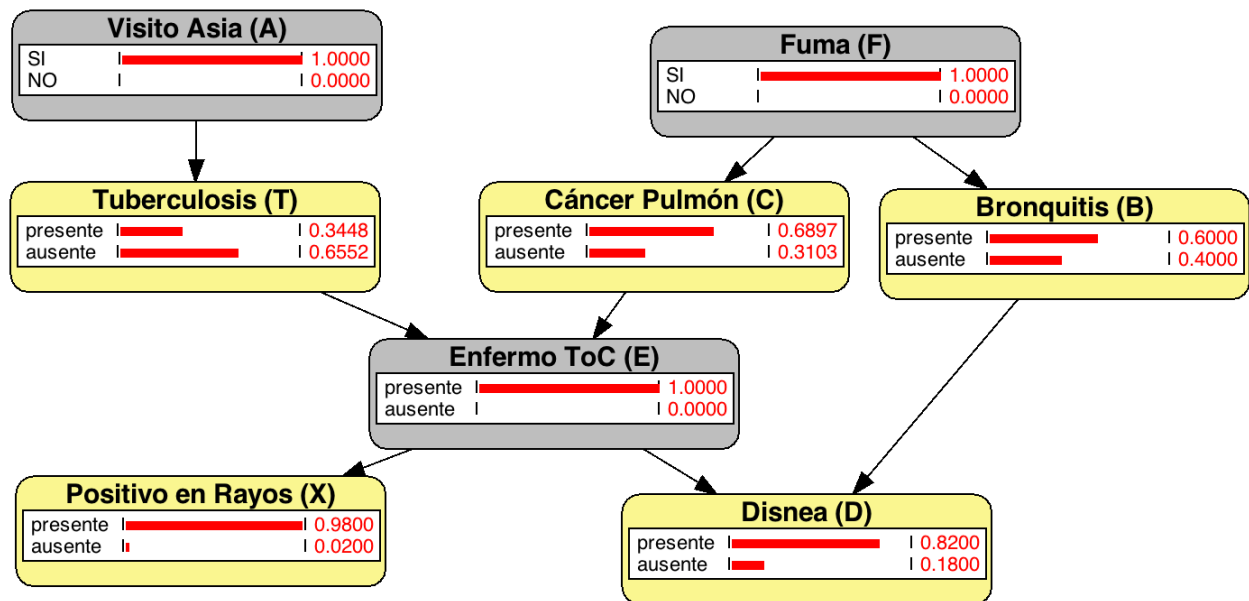 Visito Asia (A)
SI 1.0000
NO 0.0000
Fuma (F)
SI 1.0000
NO 0.0000
Tuberculosis (T)
presente 0.3448
ausente 0.6552
Cáncer Pulmón (C)
presente 0.6897
ausente 0.3103
Bronquitis (B)
presente 0.6000
ausente 0.4000
Enfermo ToC (E)
presente 1.0000
ausente 0.0000
Positivo en Rayos (X)
presente 0.9800
ausente 0.0200
Disnea (D)
presente 0.8200
ausente 0.1800